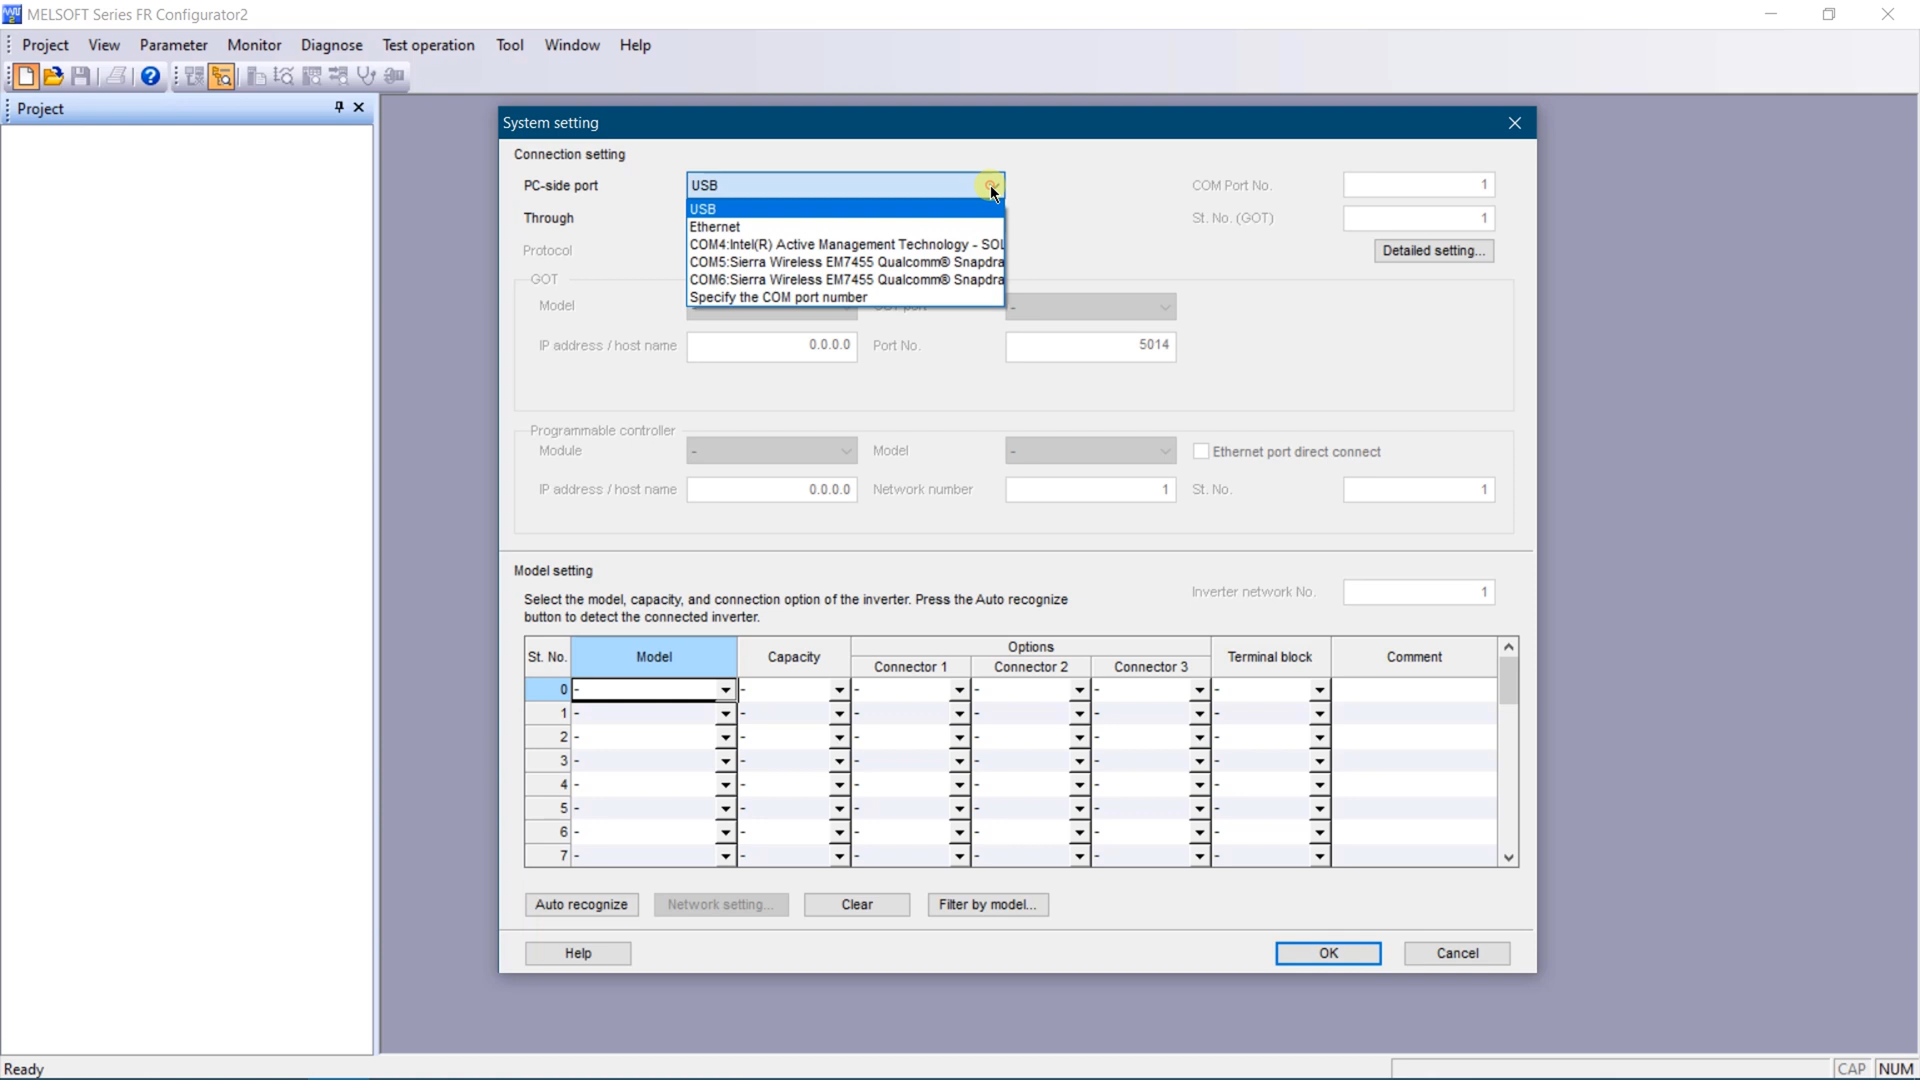 MELSOFT Series FR Configurator2
Project View Parameter Monitor Diagnose Test operation Tool Window Help
Project
System setting
Connection setting
PC-side port USB COM Port No. 1
USB
Through St. No. (GOT) 1
Ethernet
COM4:Intel(R) Active Management Technology - SOL
Protocol Detailed setting...
COM5:Sierra Wireless EM7455 Qualcomm® Snapdra
COM6:Sierra Wireless EM7455 Qualcomm® Snapdra
GOT
Specify the COM port number
Model -
IP address / host name 0.0.0.0 Port No. 5014
Programmable controller
Module - Model - Ethernet port direct connect
IP address / host name 0.0.0.0 Network number 1 St. No. 1
Model setting
Select the model, capacity, and connection option of the inverter. Press the Auto recognize
button to detect the connected inverter.
Inverter network No. 1
St. No. Model Capacity Options Terminal block Comment
Connector 1 Connector 2 Connector 3
0 - - - - - -
1 - - - - - -
2 - - - - - -
3 - - - - - -
4 - - - - - -
5 - - - - - -
6 - - - - - -
7 - - - - - -
Auto recognize Network setting... Clear Filter by model...
Help OK Cancel
Ready CAP NUM